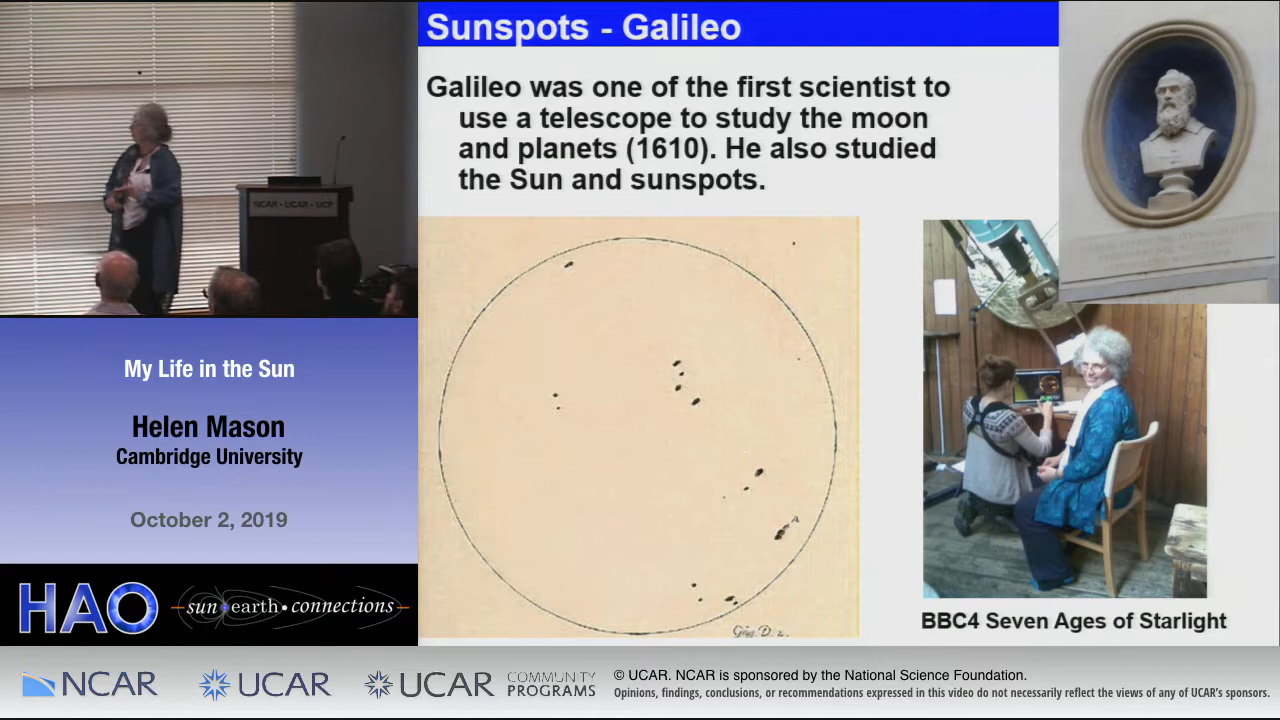 Sunspots - Galileo
Galileo was one of the first scientist to
use a telescope to study the moon
and planets (1610). He also studied
the Sun and sunspots.
NCAR • UCAR • UCP
A
BBC4 Seven Ages of Starlight
My Life in the Sun
Helen Mason
Cambridge University
October 2, 2019
HAO
sun•earth•connections
NCAR
UCAR
UCAR
COMMUNITY
PROGRAMS
© UCAR. NCAR is sponsored by the National Science Foundation.
Opinions, findings, conclusions, or recommendations expressed in this video do not necessarily reflect the views of any of UCAR's sponsors.